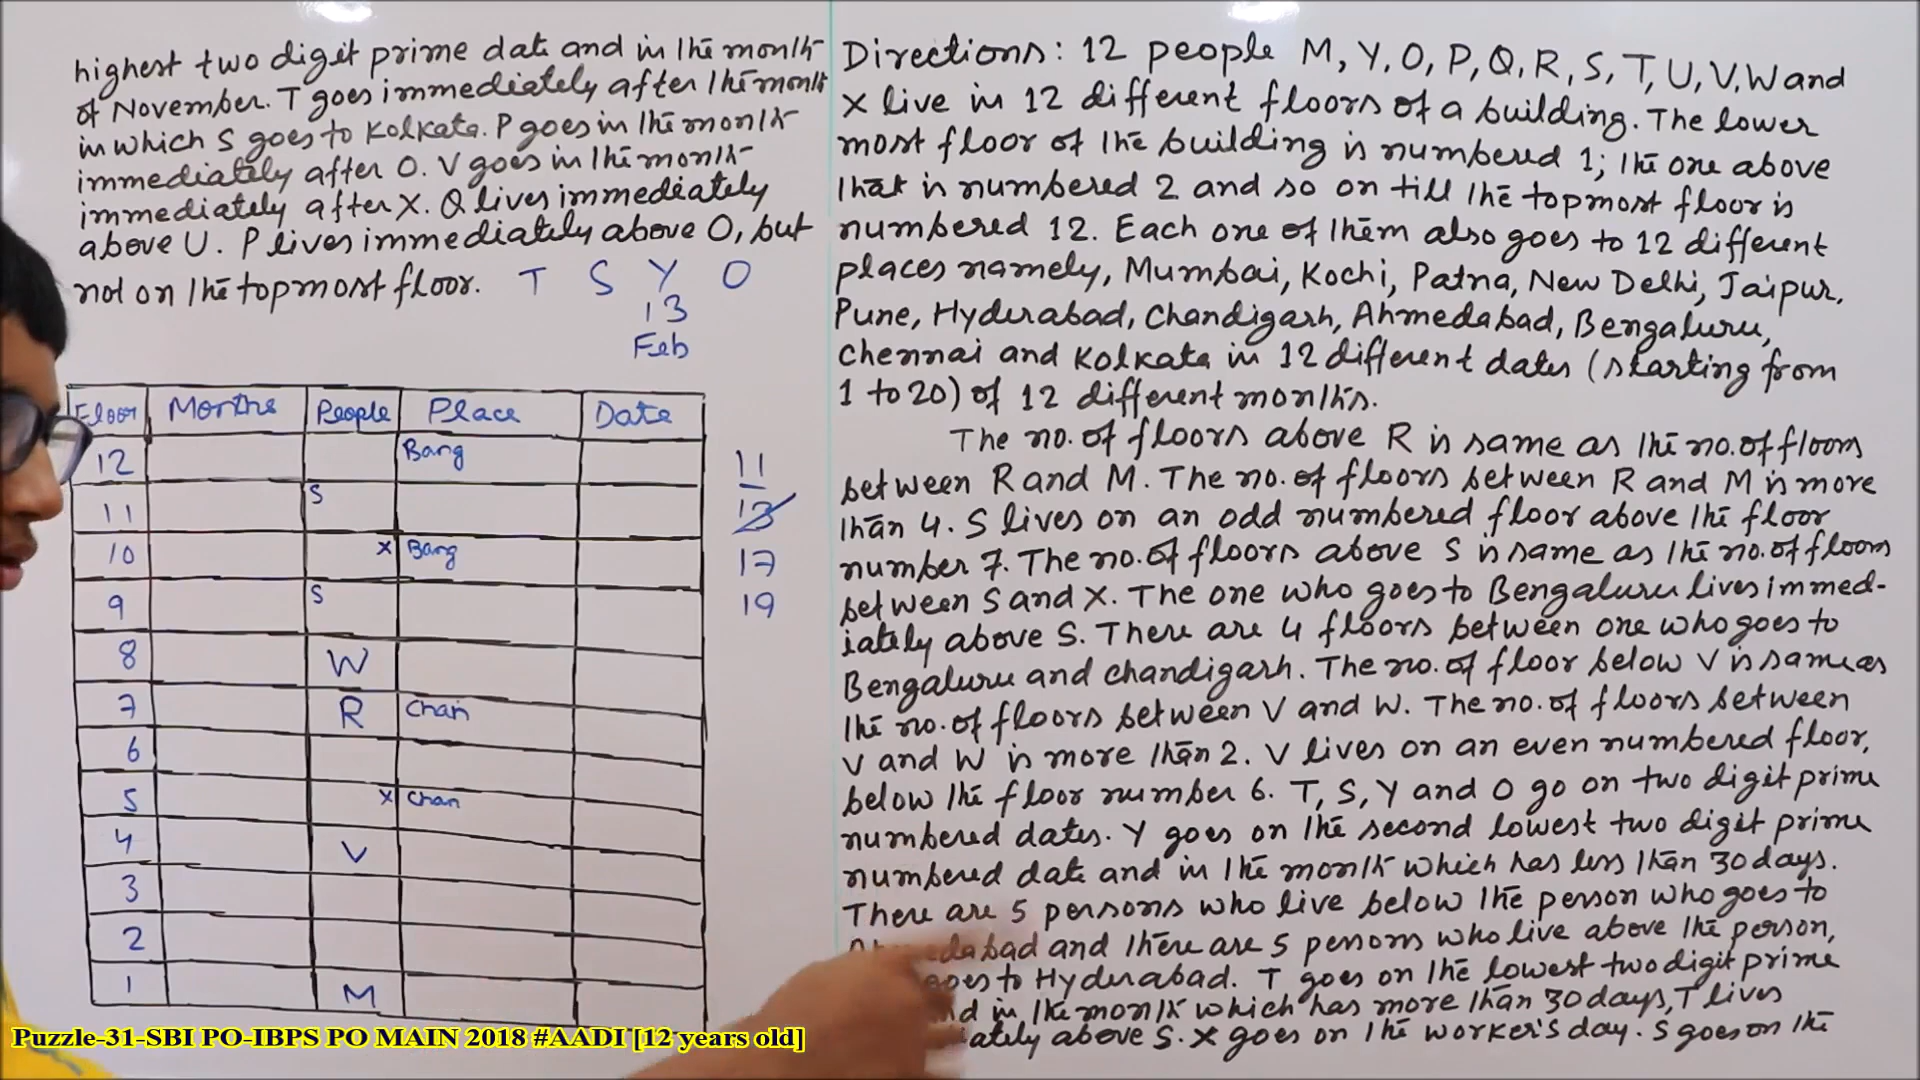 highest two digit prime date and in the month
of November. T goes immediately after the month
in which S goes to Kolkata. P goes in the month
immediately after O. V goes in the month
immediately after X. Q lives immediately
above U. P lives immediately above O, but
not on the topmost floor.
T S Y O
13
Feb
Floor Months People Place Date
12 Bang
11 S
10 x Bang
9 S
8 W
7 R Chan
6
5 x Chan
4 V
3
2
1 M
11
13
17
19
Directions: 12 people M, Y, O, P, Q, R, S, T, U, V, W and
X live in 12 different floors of a building. The lower
most floor of the building is numbered 1; the one above
that is numbered 2 and so on till the topmost floor is
numbered 12. Each one of them also goes to 12 different
places namely, Mumbai, Kochi, Patna, New Delhi, Jaipur,
Pune, Hyderabad, Chandigarh, Ahmedabad, Bengaluru,
Chennai and Kolkata in 12 different dates (starting from
1 to 20) of 12 different months.
The no. of floors above R is same as the no. of floors
between R and M. The no. of floors between R and M is more
than 4. S lives on an odd numbered floor above the floor
number 7. The no. of floors above S is same as the no. of floors
between S and X. The one who goes to Bengaluru lives immed-
iately above S. There are 4 floors between one who goes to
Bengaluru and Chandigarh. The no. of floor below V is same as
the no. of floors between V and W. The no. of floors between
V and W is more than 2. V lives on an even numbered floor,
below the floor number 6. T, S, Y and O go on two digit prime
numbered dates. Y goes on the second lowest two digit prime
numbered date and in the month which has less than 30 days.
There are 5 persons who live below the person who goes to
and there are 5 persons who live above the person,
goes to Hyderabad. T goes on the lowest two digit prime
in the month which has more than 30 days, T lives
above S. X goes on the worker's day. S goes on the
Puzzle-31-SBI PO-IBPS PO MAIN 2018 #AADI [12 years old]